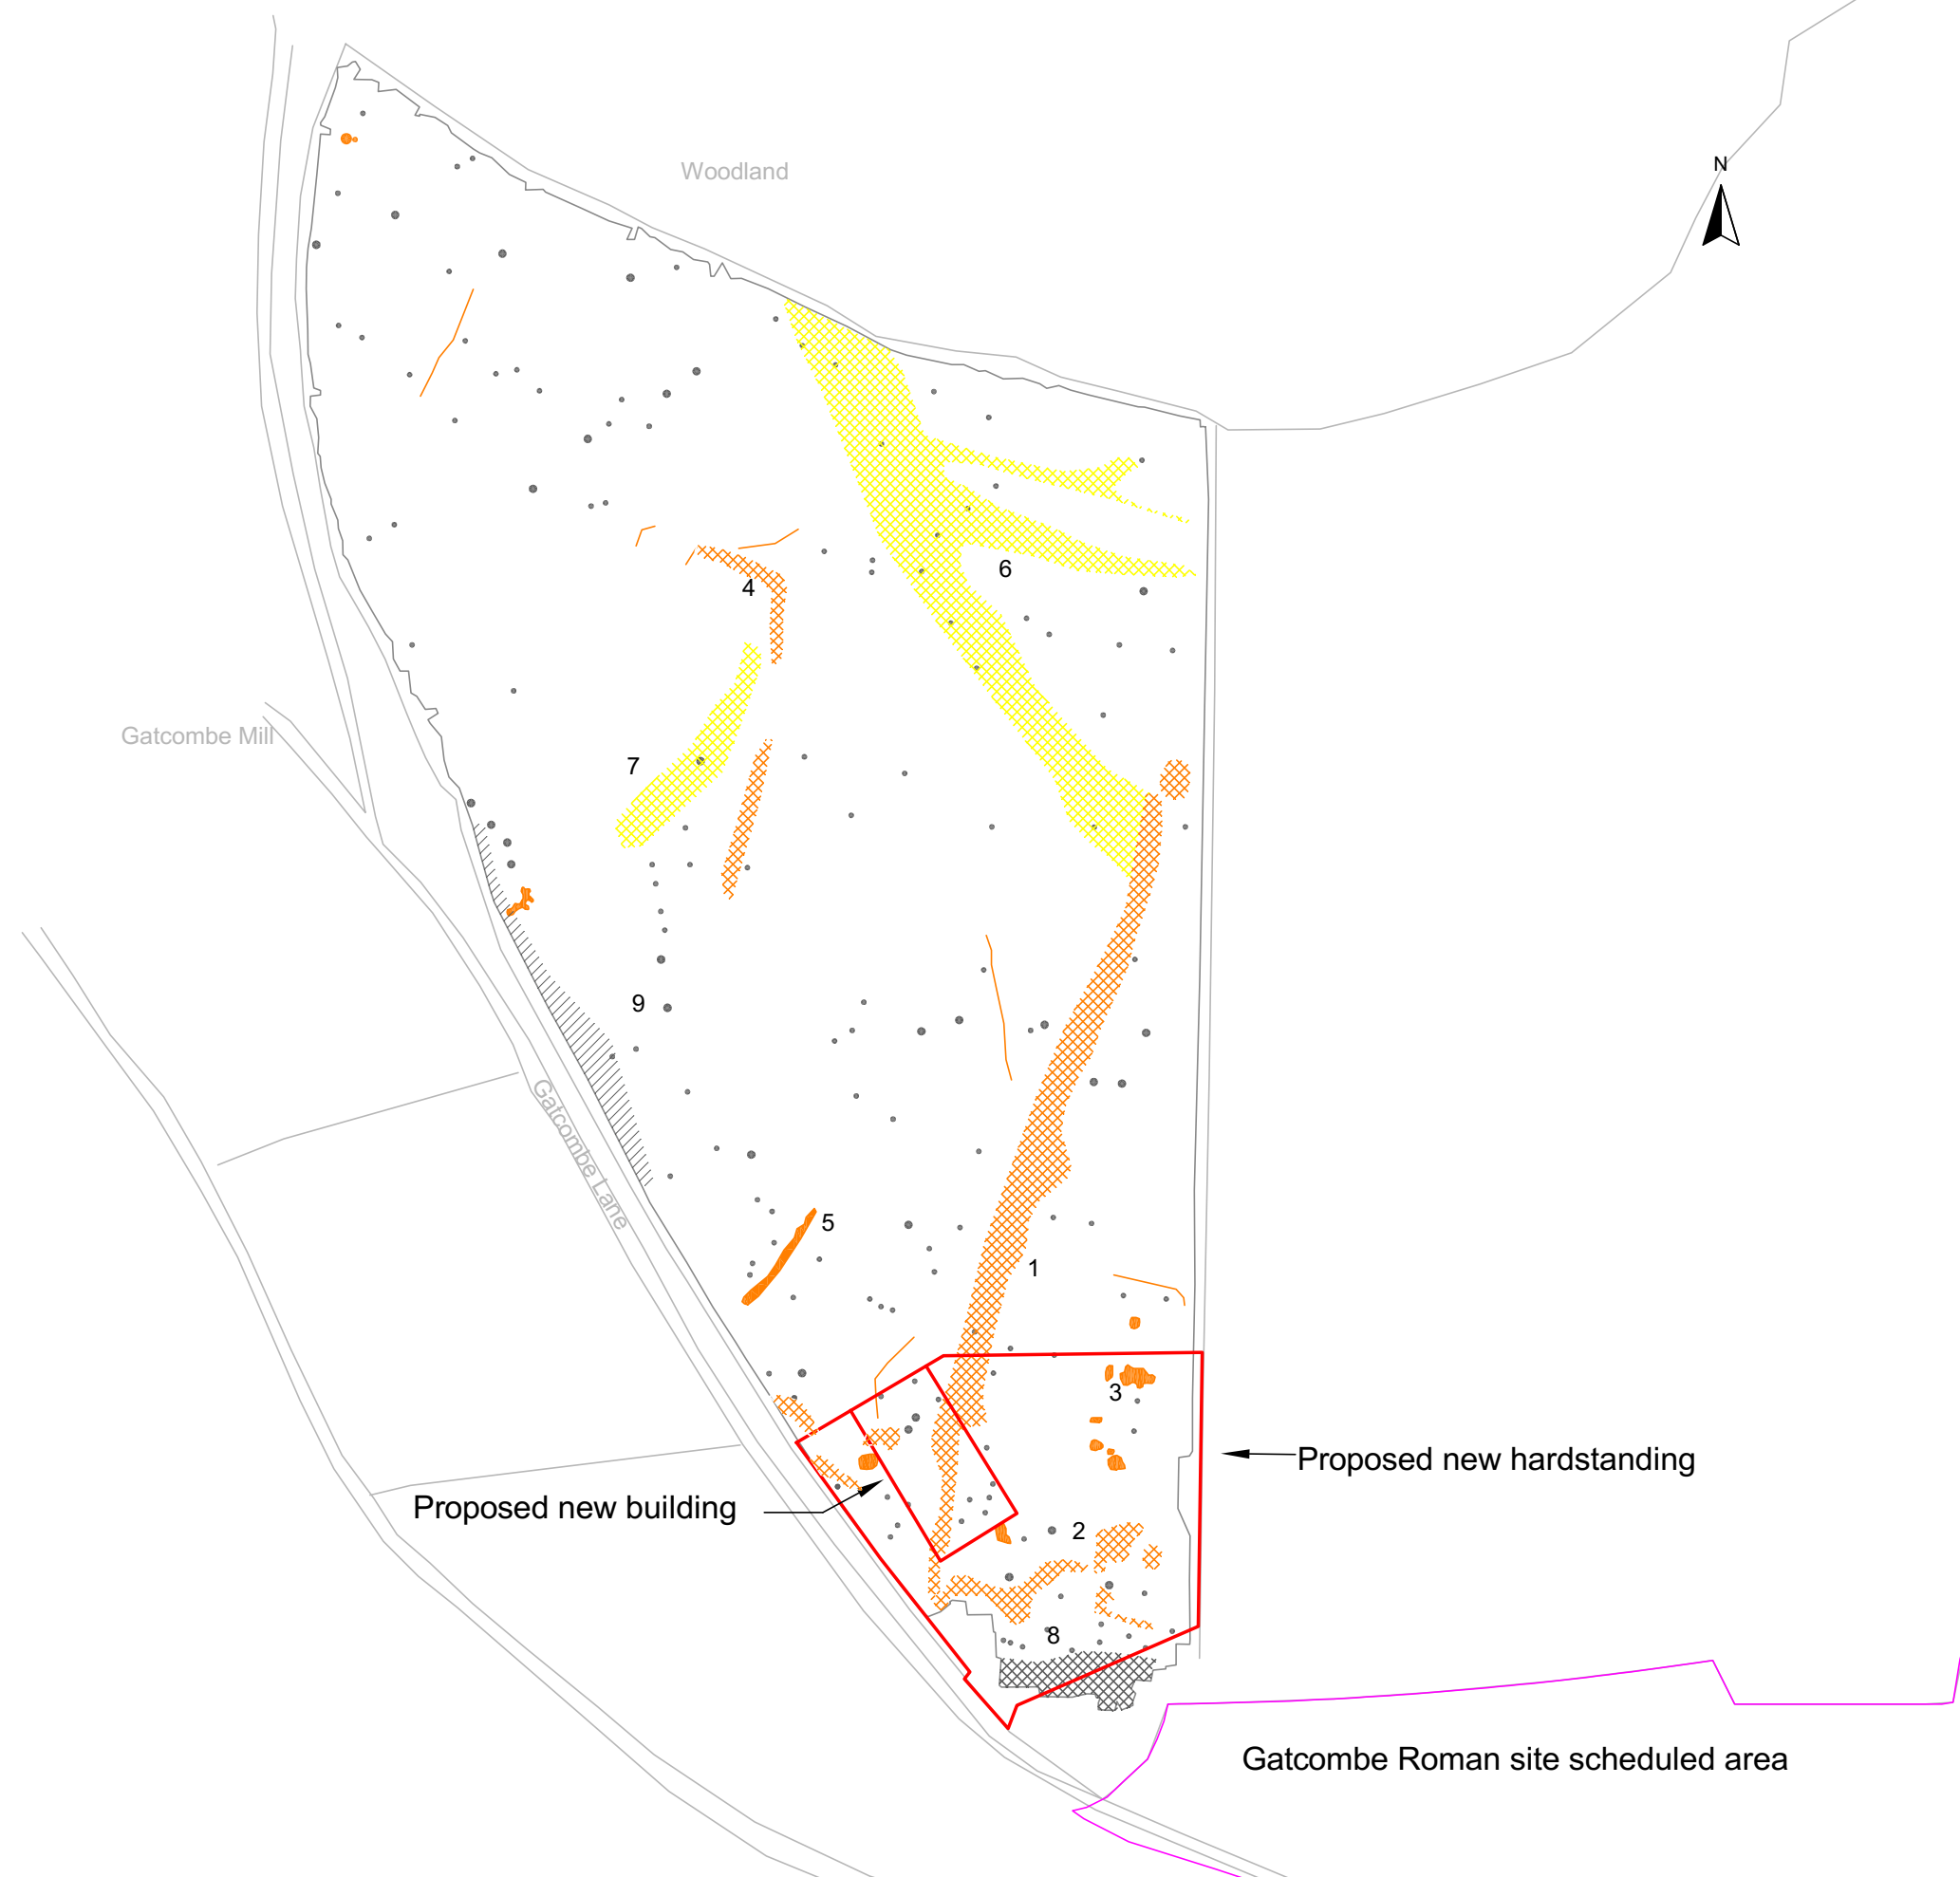 Woodland
N
4
6
Gatcombe Mill
7
9
Gatcombe Lane
5
1
3
Proposed new hardstanding
Proposed new building
2
8
Gatcombe Roman site scheduled area